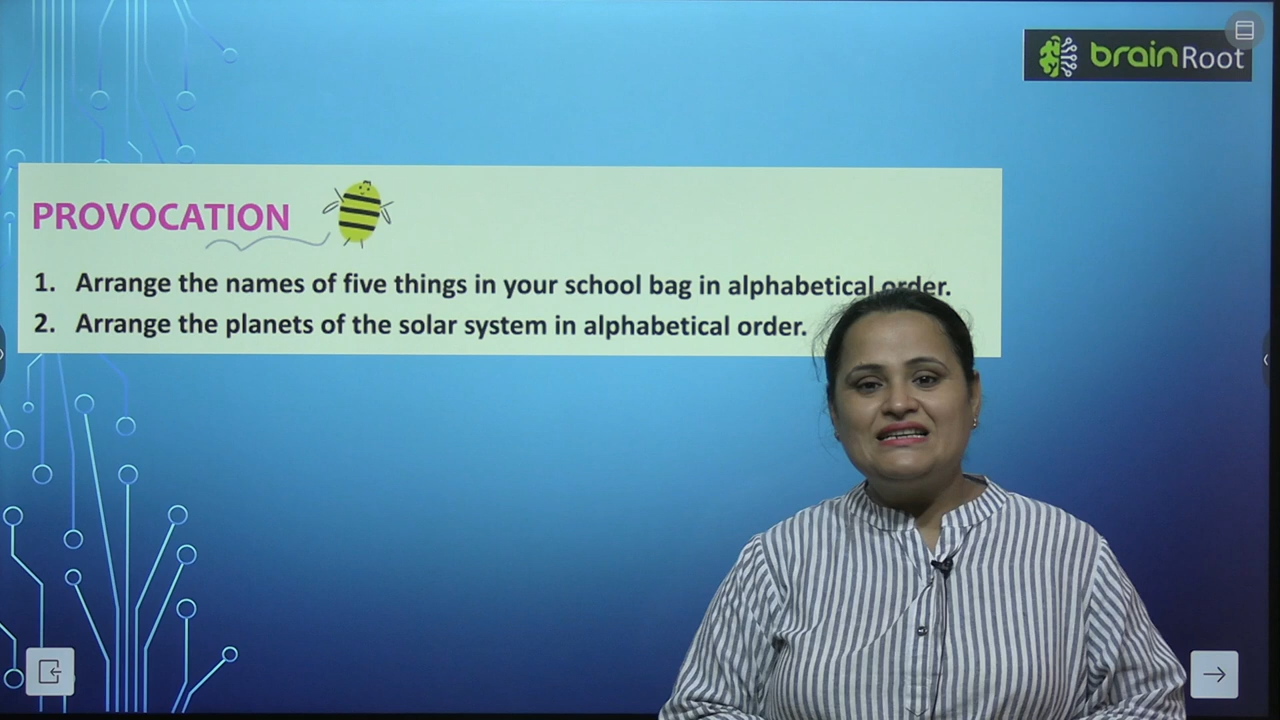 brainRoot
PROVOCATION
1. Arrange the names of five things in your school bag in alphabetical order.
2. Arrange the planets of the solar system in alphabetical order.